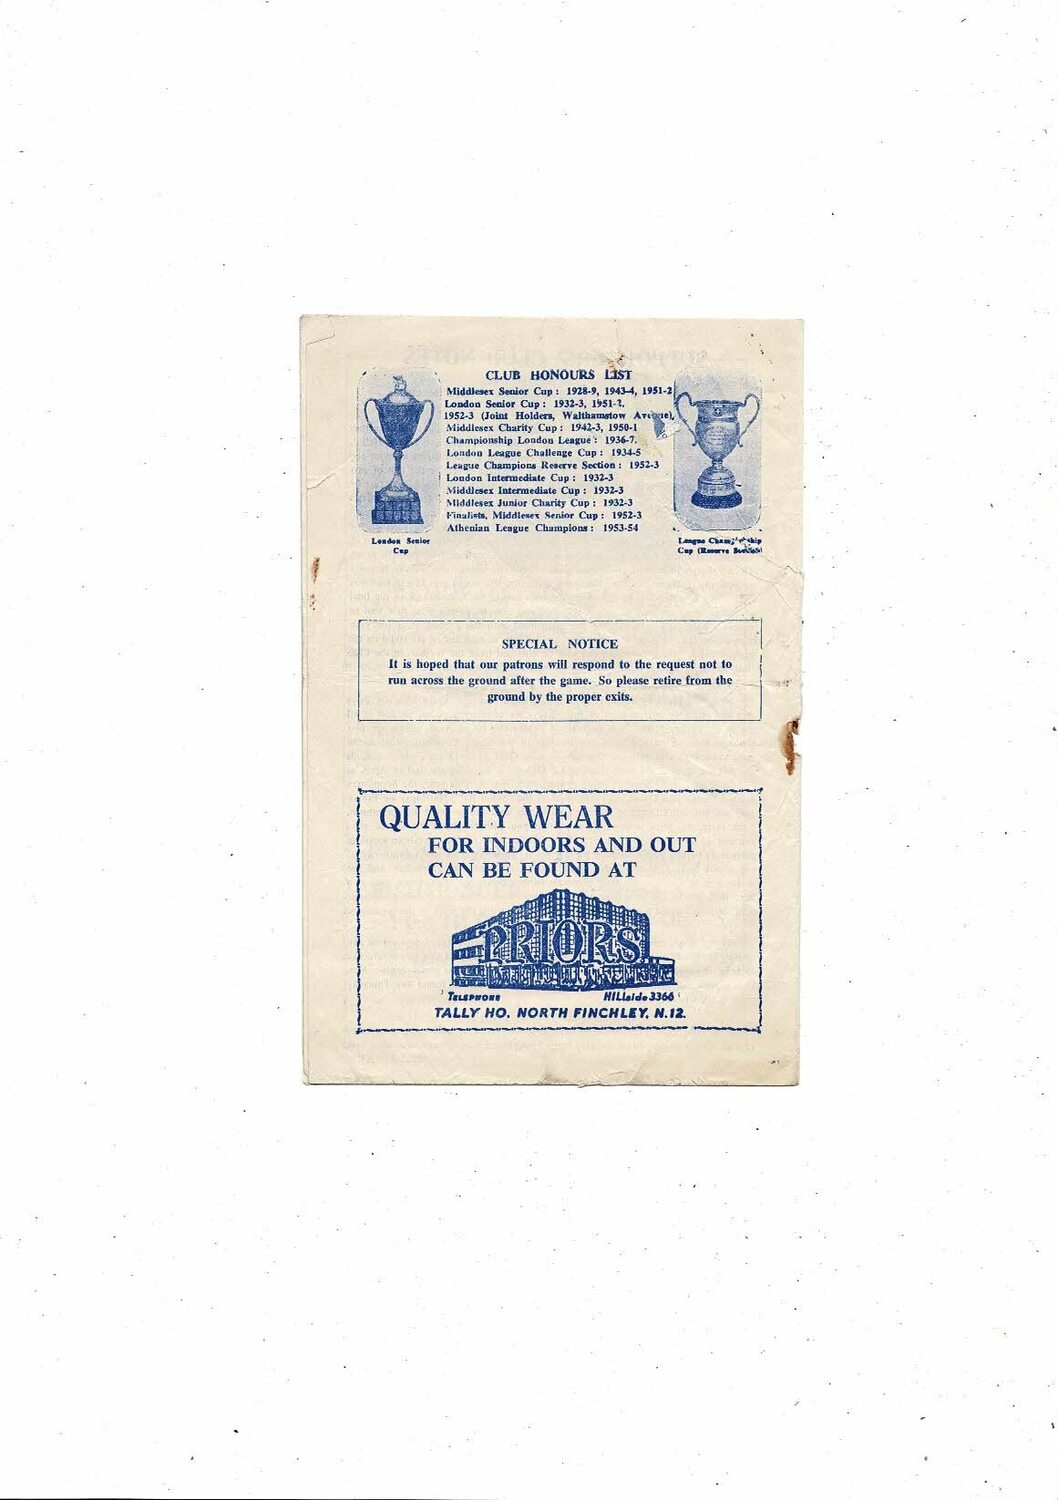 CLUB HONOURS LIST
Middlesex Senior Cup : 1928-9, 1943-4, 1951-2
London Senior Cup : 1932-3, 1951-2.
1952-3 (Joint Holders, Walthamstow Avenue),
Middlesex Charity Cup : 1942-3, 1950-1
Championship London League : 1936-7.
London League Challenge Cup : 1934-5
League Champions Reserve Section : 1952-3
London Intermediate Cup : 1932-3
Middlesex Intermediate Cup : 1932-3
Middlesex Junior Charity Cup : 1932-3
Finalists, Middlesex Senior Cup : 1952-3
Athenian League Champions : 1953-54
London Senior
Cup
League Championship
Cup (Reserve Section)
SPECIAL NOTICE
It is hoped that our patrons will respond to the request not to
run across the ground after the game. So please retire from the
ground by the proper exits.
QUALITY WEAR
FOR INDOORS AND OUT
CAN BE FOUND AT
PRIORS
TELEPHONE HILLside 3366
TALLY HO. NORTH FINCHLEY, N.12.